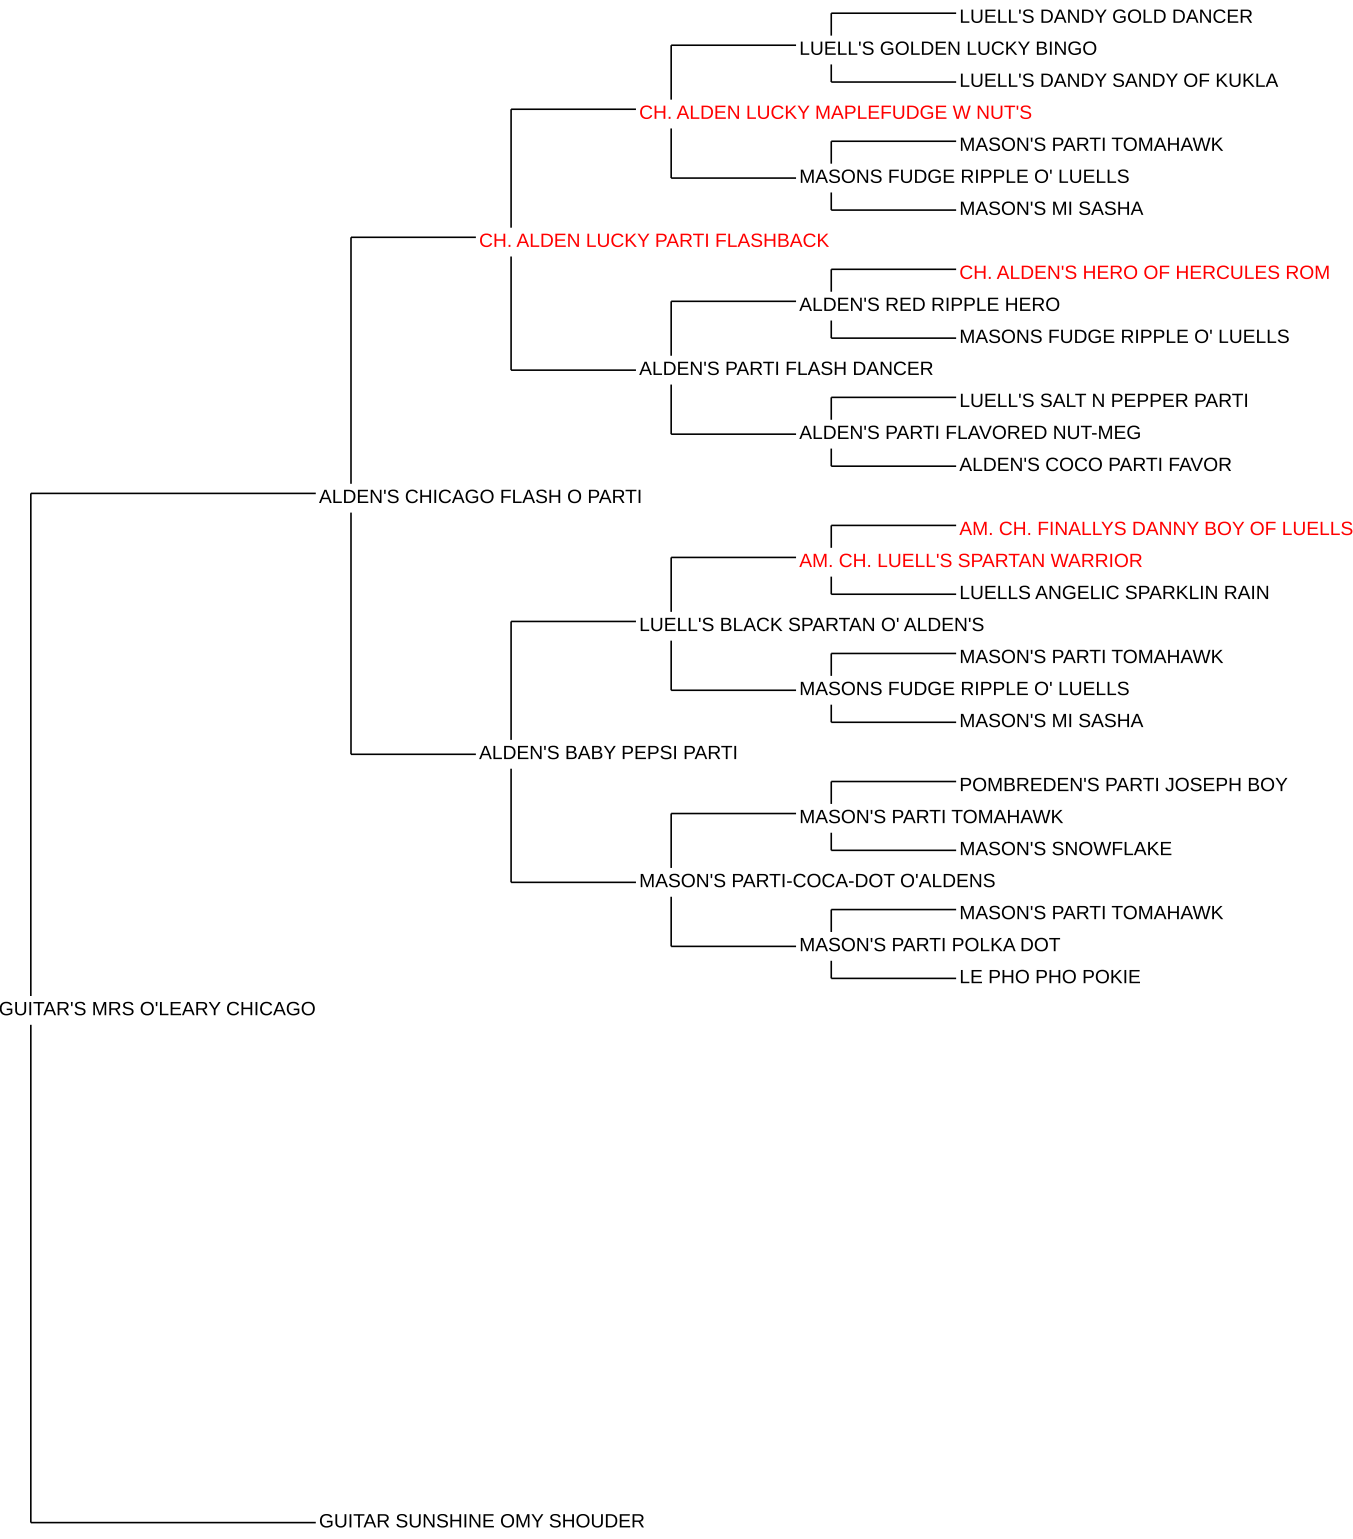 LUELL'S DANDY GOLD DANCER
LUELL'S GOLDEN LUCKY BINGO
LUELL'S DANDY SANDY OF KUKLA
CH. ALDEN LUCKY MAPLEFUDGE W NUT'S
MASON'S PARTI TOMAHAWK
MASONS FUDGE RIPPLE O' LUELLS
MASON'S MI SASHA
CH. ALDEN LUCKY PARTI FLASHBACK
CH. ALDEN'S HERO OF HERCULES ROM
ALDEN'S RED RIPPLE HERO
MASONS FUDGE RIPPLE O' LUELLS
ALDEN'S PARTI FLASH DANCER
LUELL'S SALT N PEPPER PARTI
ALDEN'S PARTI FLAVORED NUT-MEG
ALDEN'S COCO PARTI FAVOR
ALDEN'S CHICAGO FLASH O PARTI
AM. CH. FINALLYS DANNY BOY OF LUELLS
AM. CH. LUELL'S SPARTAN WARRIOR
LUELLS ANGELIC SPARKLIN RAIN
LUELL'S BLACK SPARTAN O' ALDEN'S
MASON'S PARTI TOMAHAWK
MASONS FUDGE RIPPLE O' LUELLS
MASON'S MI SASHA
ALDEN'S BABY PEPSI PARTI
POMBREDEN'S PARTI JOSEPH BOY
MASON'S PARTI TOMAHAWK
MASON'S SNOWFLAKE
MASON'S PARTI-COCA-DOT O'ALDENS
MASON'S PARTI TOMAHAWK
MASON'S PARTI POLKA DOT
LE PHO PHO POKIE
GUITAR'S MRS O'LEARY CHICAGO
GUITAR SUNSHINE OMY SHOUDER